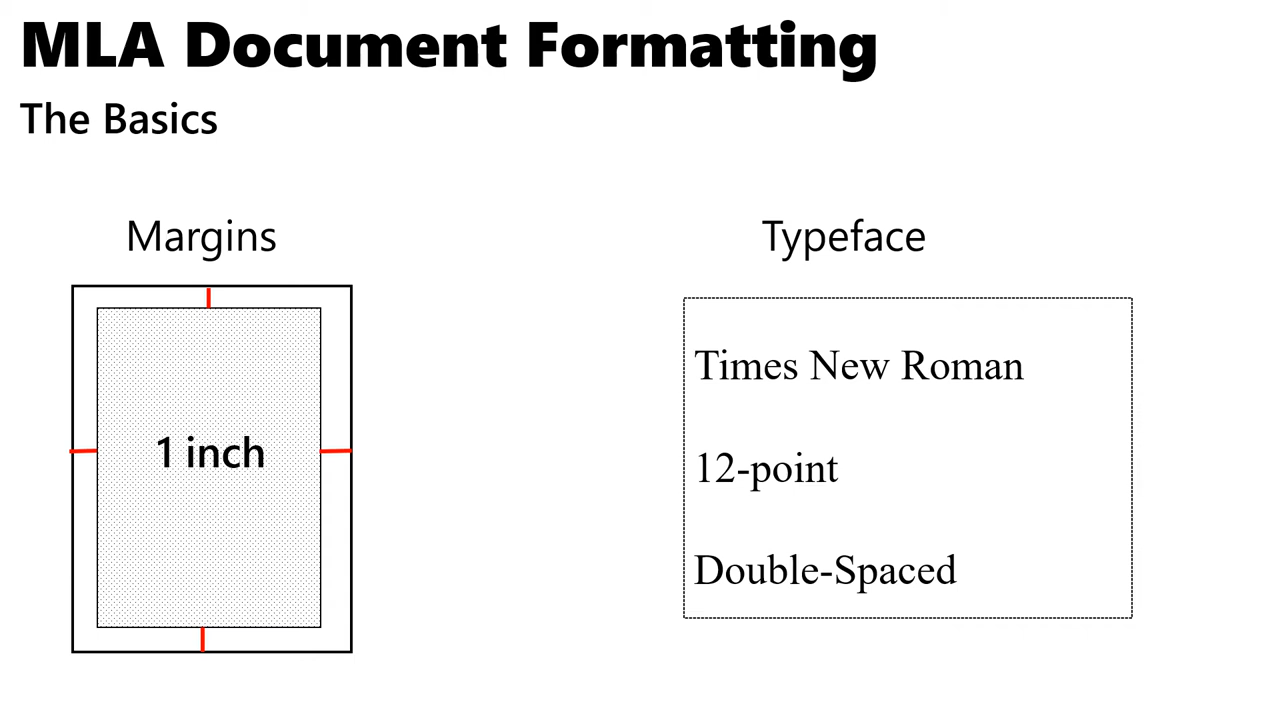 MLA Document Formatting
The Basics
Margins
1 inch
Typeface
Times New Roman
12-point
Double-Spaced